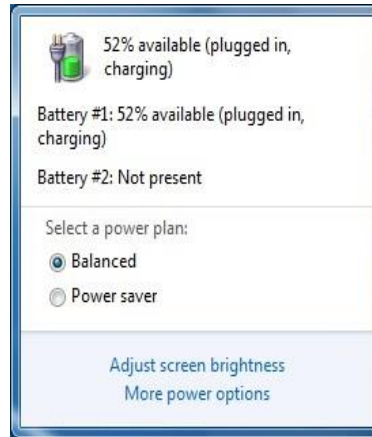 52% available (plugged in,
charging)
Battery #1: 52% available (plugged in,
charging)
Battery #2: Not present
Select a power plan:
Balanced
Power saver
Adjust screen brightness
More power options